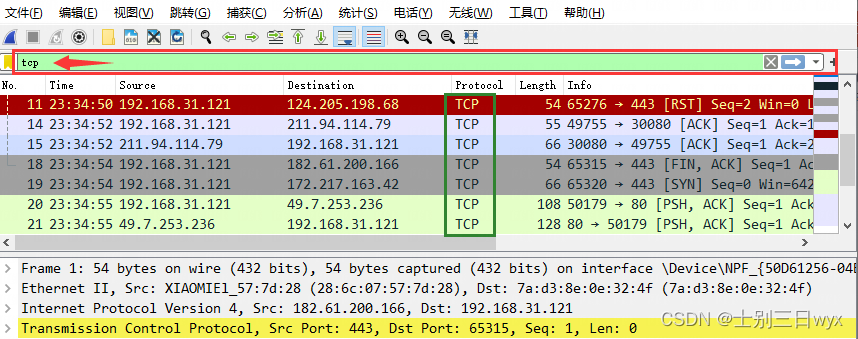 文件(F) 编辑(E) 视图(V) 跳转(G) 捕获(C) 分析(A) 统计(S) 电话(Y) 无线(W) 工具(T) 帮助(H)
tcp
No. Time Source Destination Protocol Length Info
11 23:34:50 192.168.31.121 124.205.198.68 TCP 54 65276 → 443 [RST] Seq=2 Win=0 L
14 23:34:52 192.168.31.121 211.94.114.79 TCP 55 49755 → 30080 [ACK] Seq=1 Ack=1
15 23:34:52 211.94.114.79 192.168.31.121 TCP 66 30080 → 49755 [ACK] Seq=1 Ack=2
18 23:34:54 192.168.31.121 182.61.200.166 TCP 54 65315 → 443 [FIN, ACK] Seq=1 A
19 23:34:54 192.168.31.121 172.217.163.42 TCP 66 65320 → 443 [SYN] Seq=0 Win=642
20 23:34:55 192.168.31.121 49.7.253.236 TCP 108 50179 → 80 [PSH, ACK] Seq=1 Ac
21 23:34:55 49.7.253.236 192.168.31.121 TCP 128 80 → 50179 [PSH, ACK] Seq=1 Ac
Frame 1: 54 bytes on wire (432 bits), 54 bytes captured (432 bits) on interface \Device\NPF_{50D61256-04B
Ethernet II, Src: XIAOMIEl_57:7d:28 (28:6c:07:57:7d:28), Dst: 7a:d3:8e:0e:32:4f (7a:d3:8e:0e:32:4f)
Internet Protocol Version 4, Src: 182.61.200.166, Dst: 192.168.31.121
Transmission Control Protocol, Src Port: 443, Dst Port: 65315, Seq: 1, Len: 0
CSDN @士别三日wyx